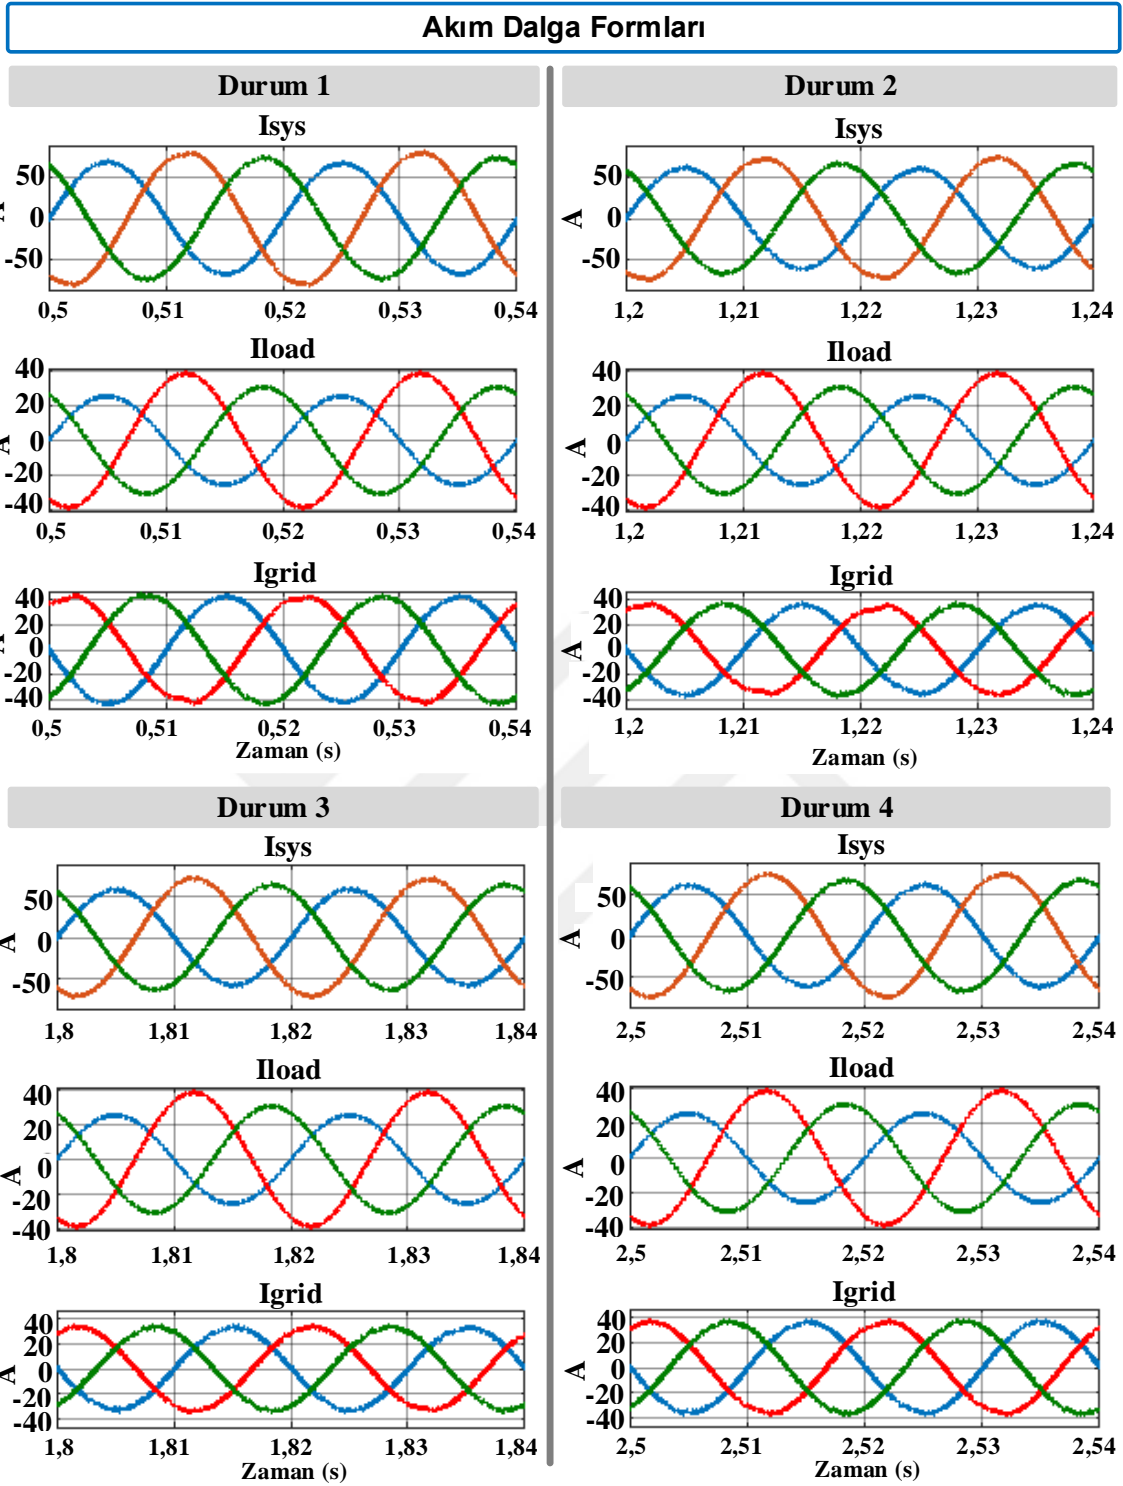 Akım Dalga Formları
Durum 1
Isys
A
50
0
-50
0,5 0,51 0,52 0,53 0,54
Iload
A
40
20
0
-20
-40
0,5 0,51 0,52 0,53 0,54
Igrid
A
40
20
0
-20
-40
0,5 0,51 0,52 0,53 0,54
Zaman (s)
Durum 2
Isys
A
50
0
-50
1,2 1,21 1,22 1,23 1,24
Iload
A
40
20
0
-20
-40
1,2 1,21 1,22 1,23 1,24
Igrid
A
40
20
0
-20
-40
1,2 1,21 1,22 1,23 1,24
Zaman (s)
Durum 3
Isys
A
50
0
-50
1,8 1,81 1,82 1,83 1,84
Iload
A
40
20
0
-20
-40
1,8 1,81 1,82 1,83 1,84
Igrid
A
40
20
0
-20
-40
1,8 1,81 1,82 1,83 1,84
Zaman (s)
Durum 4
Isys
A
50
0
-50
2,5 2,51 2,52 2,53 2,54
Iload
A
40
20
0
-20
-40
2,5 2,51 2,52 2,53 2,54
Igrid
A
40
20
0
-20
-40
2,5 2,51 2,52 2,53 2,54
Zaman (s)